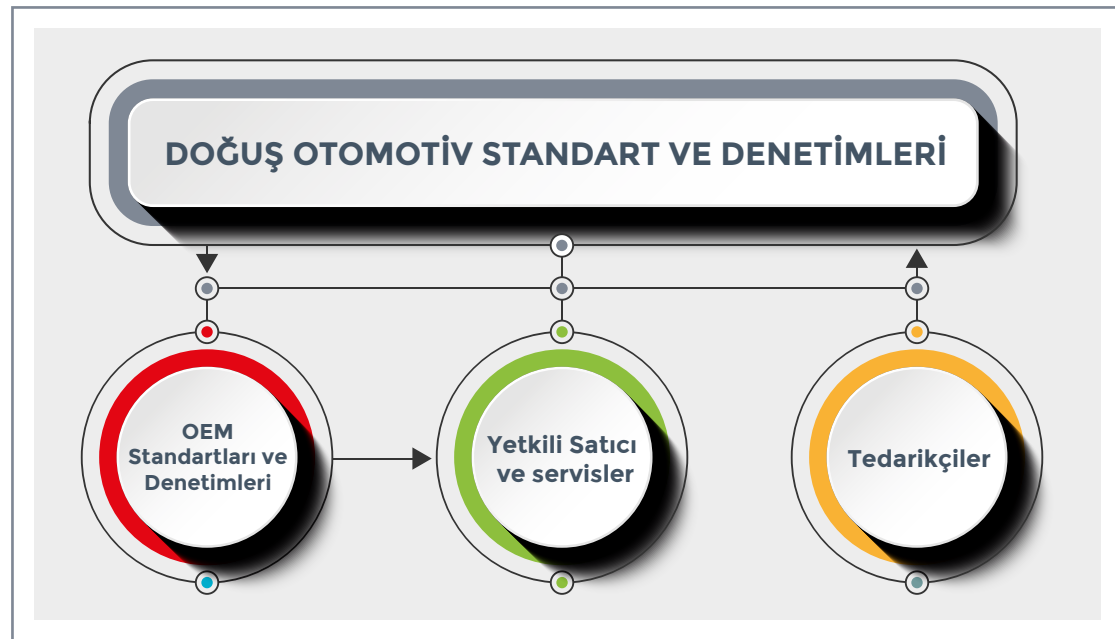 DOĞUŞ OTOMOTİV STANDART VE DENETİMLERİ
OEM
Standartları ve
Denetimleri
Yetkili Satıcı
ve servisler
Tedarikçiler